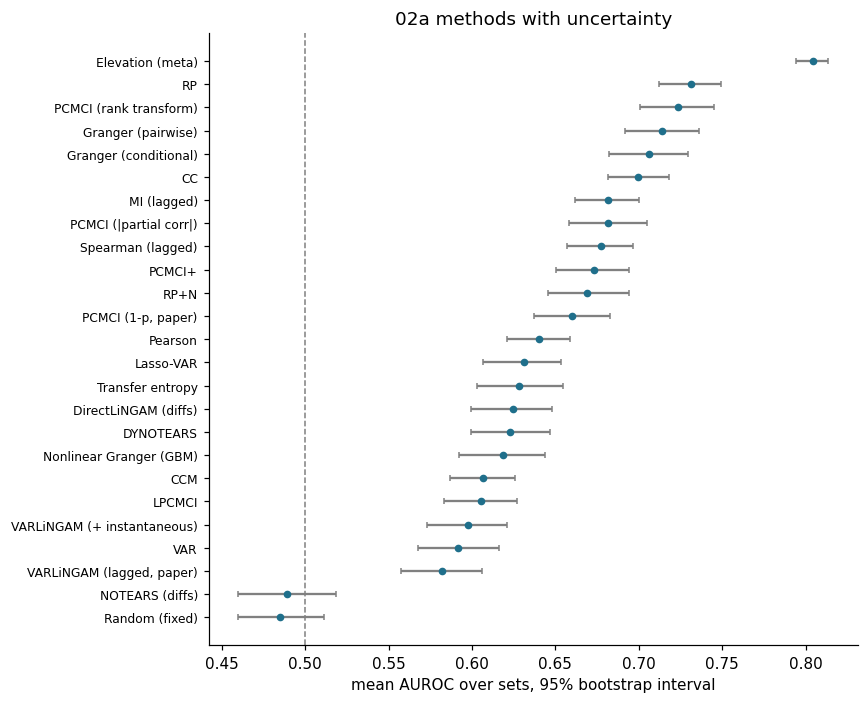 02a methods with uncertainty
Elevation (meta)
RP
PCMCI (rank transform)
Granger (pairwise)
Granger (conditional)
CC
MI (lagged)
PCMCI (|partial corr|)
Spearman (lagged)
PCMCI+
RP+N
PCMCI (1-p, paper)
Pearson
Lasso-VAR
Transfer entropy
DirectLiNGAM (diffs)
DYNOTEARS
Nonlinear Granger (GBM)
CCM
LPCMCI
VARLiNGAM (+ instantaneous)
VAR
VARLiNGAM (lagged, paper)
NOTEARS (diffs)
Random (fixed)
0.45 0.50 0.55 0.60 0.65 0.70 0.75 0.80
mean AUROC over sets, 95% bootstrap interval